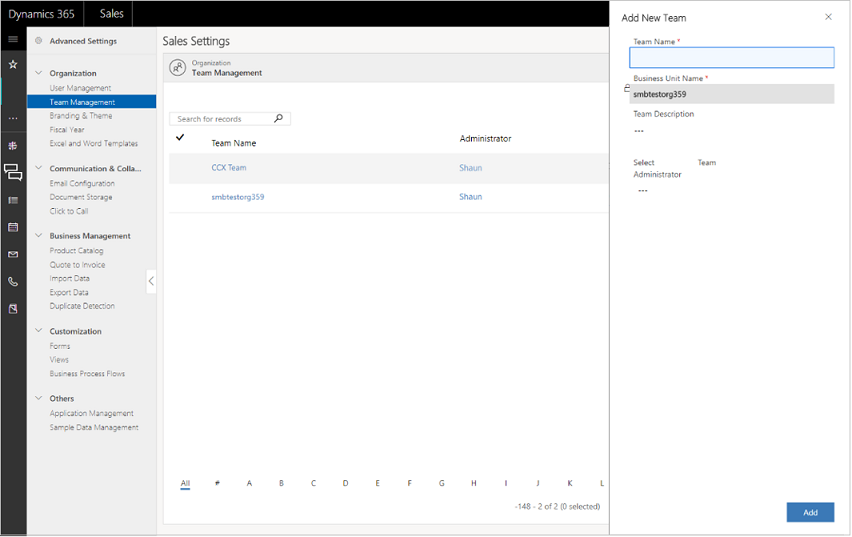 Dynamics 365 Sales
Advanced Settings
Organization
User Management
Team Management
Branding & Theme
Fiscal Year
Excel and Word Templates
Communication & Colla...
Email Configuration
Document Storage
Click to Call
Business Management
Product Catalog
Quote to Invoice
Import Data
Export Data
Duplicate Detection
Customization
Forms
Views
Business Process Flows
Others
Application Management
Sample Data Management
Sales Settings
Organization
Team Management
Search for records
Team Name Administrator
CCX Team Shaun
smbtestorg359 Shaun
All # A B C D E F G H I J K L
-148 - 2 of 2 (0 selected)
Add New Team
Team Name *
Business Unit Name *
smbtestorg359
Team Description
---
Select Team
Administrator
---
Add